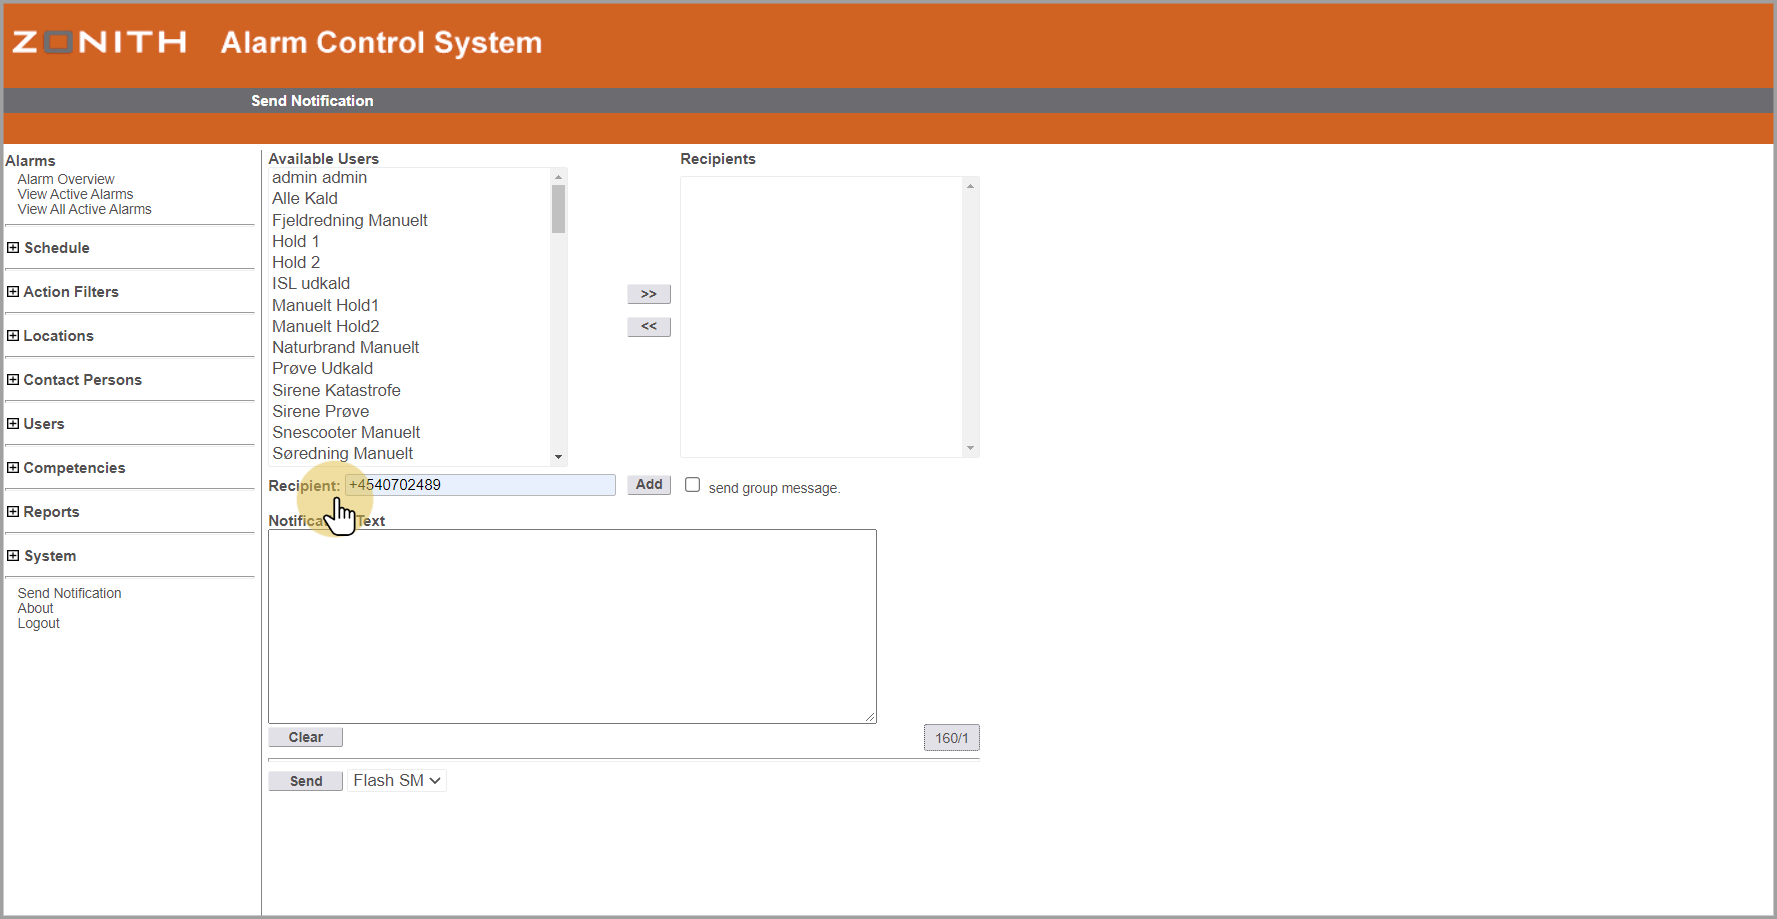 ZONITH Alarm Control System
Send Notification
Alarms
Alarm Overview
View Active Alarms
View All Active Alarms
Schedule
Action Filters
Locations
Contact Persons
Users
Competencies
Reports
System
Send Notification
About
Logout
Available Users
admin admin
Alle Kald
Fjeldredning Manuelt
Hold 1
Hold 2
ISL udkald
Manuelt Hold1
Manuelt Hold2
Naturbrand Manuelt
Prøve Udkald
Sirene Katastrofe
Sirene Prøve
Snescooter Manuelt
Søredning Manuelt
>>
<<
Recipients
Recipient: +4540702489 Add send group message.
Text
Clear 160/1
Send Flash SM